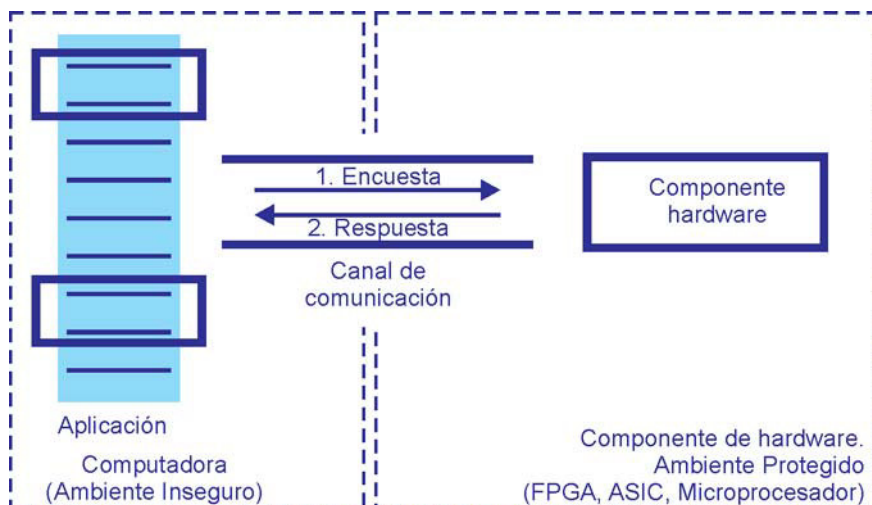 1. Encuesta
2. Respuesta
Canal de
comunicación
Componente
hardware
Aplicación
Computadora
(Ambiente Inseguro)
Componente de hardware.
Ambiente Protegido
(FPGA, ASIC, Microprocesador)